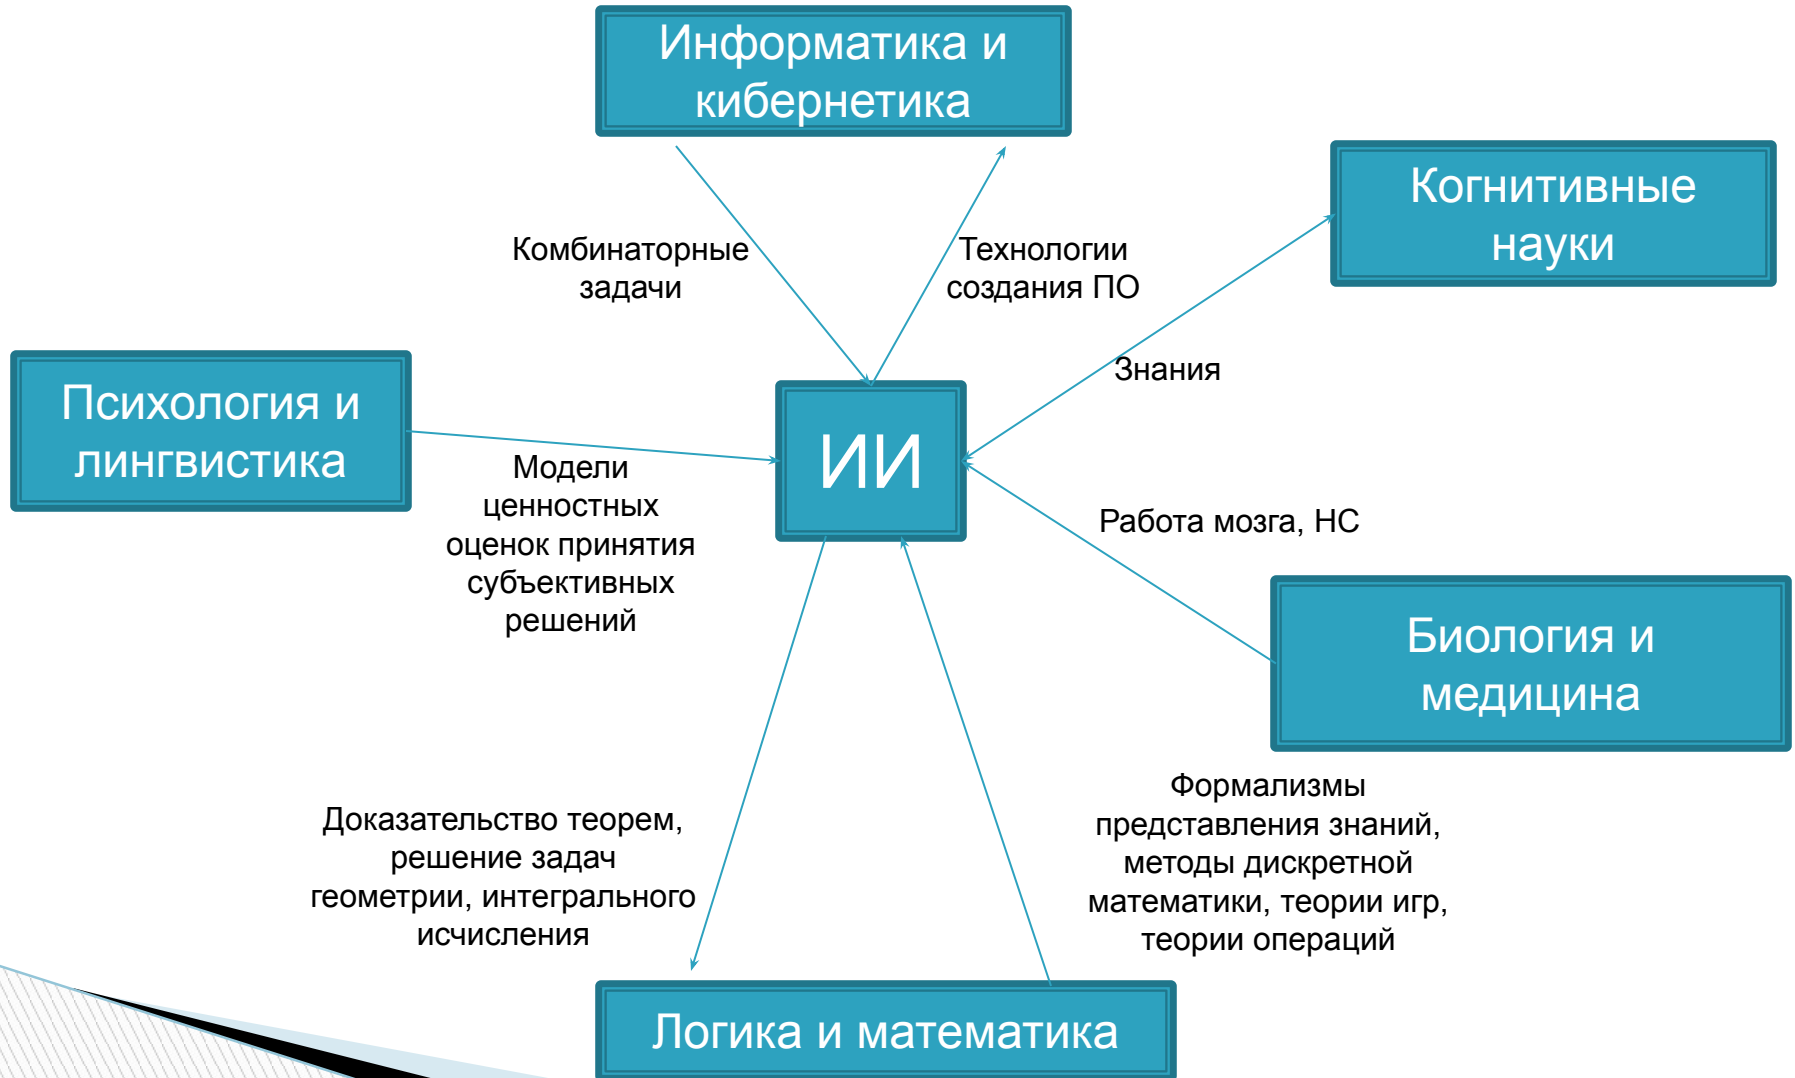 Информатика и
кибернетика
Когнитивные
науки
Комбинаторные
задачи
Технологии
создания ПО
Знания
Психология и
лингвистика
ИИ
Модели
ценностных
оценок принятия
субъективных
решений
Работа мозга, НС
Биология и
медицина
Доказательство теорем,
решение задач
геометрии, интегрального
исчисления
Формализмы
представления знаний,
методы дискретной
математики, теории игр,
теории операций
Логика и математика